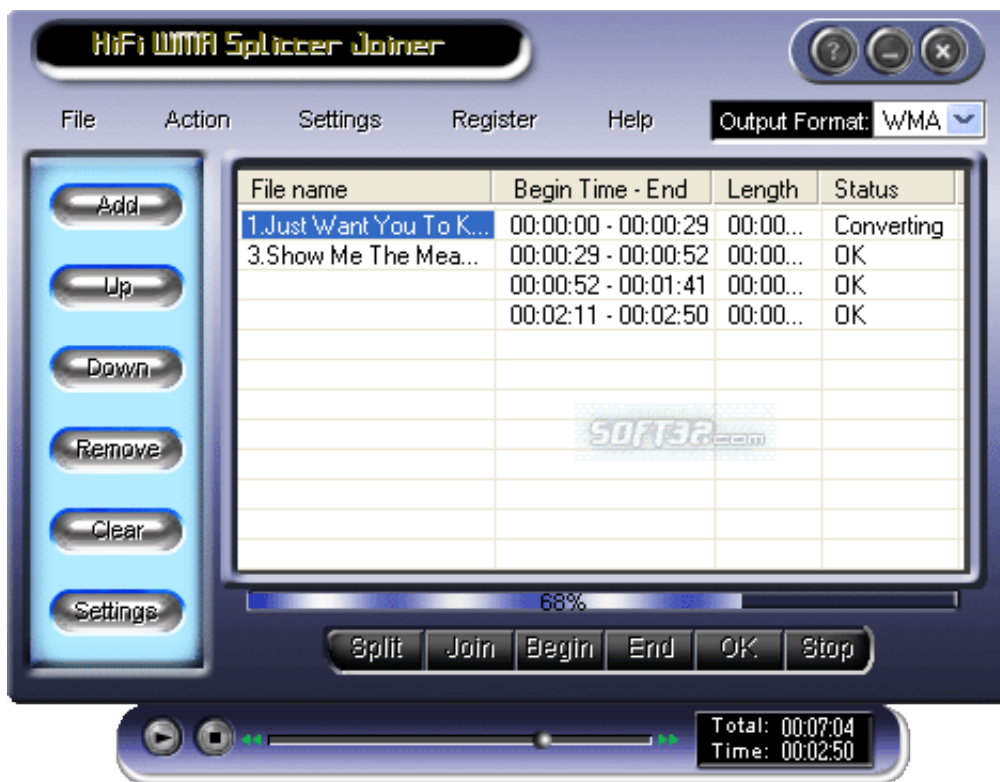 HiFi WMA Splitter Joiner
File Action Settings Register Help Output Format: WMA
Add
Up
Down
Remove
Clear
Settings
File name Begin Time - End Length Status
1.Just Want You To K... 00:00:00 - 00:00:29 00:00... Converting
3.Show Me The Mea... 00:00:29 - 00:00:52 00:00... OK
00:00:52 - 00:01:41 00:00... OK
00:02:11 - 00:02:50 00:00... OK
SOFT32.com
68%
Split Join Begin End OK Stop
Total: 00:07:04
Time: 00:02:50